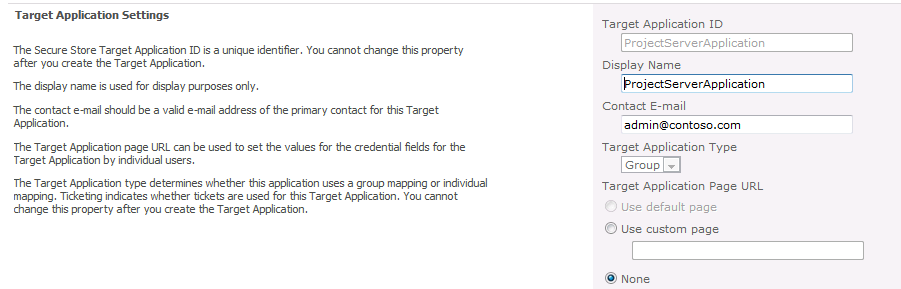 Target Application Settings
The Secure Store Target Application ID is a unique identifier. You cannot change this property
after you create the Target Application.
The display name is used for display purposes only.
The contact e-mail should be a valid e-mail address of the primary contact for this Target
Application.
The Target Application page URL can be used to set the values for the credential fields for the
Target Application by individual users.
The Target Application type determines whether this application uses a group mapping or individual
mapping. Ticketing indicates whether tickets are used for this Target Application. You cannot
change this property after you create the Target Application.
Target Application ID
ProjectServerApplication
Display Name
ProjectServerApplication
Contact E-mail
admin@contoso.com
Target Application Type
Group
Target Application Page URL
Use default page
Use custom page
None